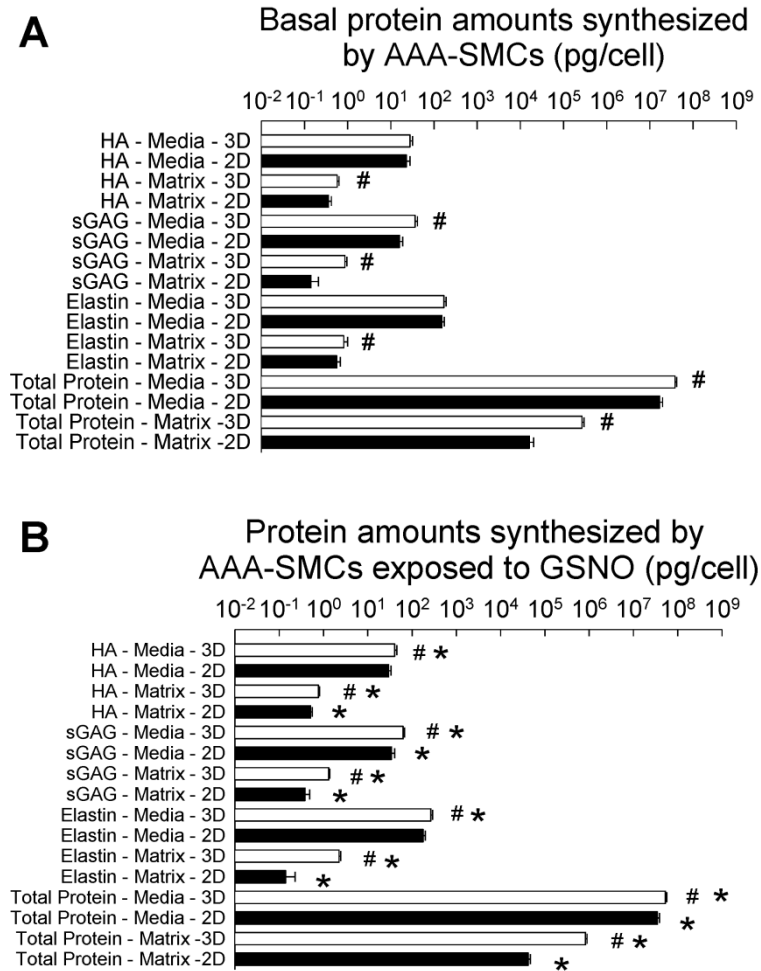 A
Basal protein amounts synthesized
by AAA-SMCs (pg/cell)
10-2 10-1 100 101 102 103 104 105 106 107 108 109
HA - Media - 3D
HA - Media - 2D
HA - Matrix - 3D #
HA - Matrix - 2D
sGAG - Media - 3D #
sGAG - Media - 2D
sGAG - Matrix - 3D #
sGAG - Matrix - 2D
Elastin - Media - 3D
Elastin - Media - 2D
Elastin - Matrix - 3D #
Elastin - Matrix - 2D
Total Protein - Media - 3D #
Total Protein - Media - 2D
Total Protein - Matrix -3D #
Total Protein - Matrix -2D
B
Protein amounts synthesized by
AAA-SMCs exposed to GSNO (pg/cell)
10-2 10-1 100 101 102 103 104 105 106 107 108 109
HA - Media - 3D # *
HA - Media - 2D
HA - Matrix - 3D # *
HA - Matrix - 2D *
sGAG - Media - 3D # *
sGAG - Media - 2D *
sGAG - Matrix - 3D # *
sGAG - Matrix - 2D *
Elastin - Media - 3D # *
Elastin - Media - 2D
Elastin - Matrix - 3D # *
Elastin - Matrix - 2D *
Total Protein - Media - 3D # *
Total Protein - Media - 2D *
Total Protein - Matrix -3D # *
Total Protein - Matrix -2D *